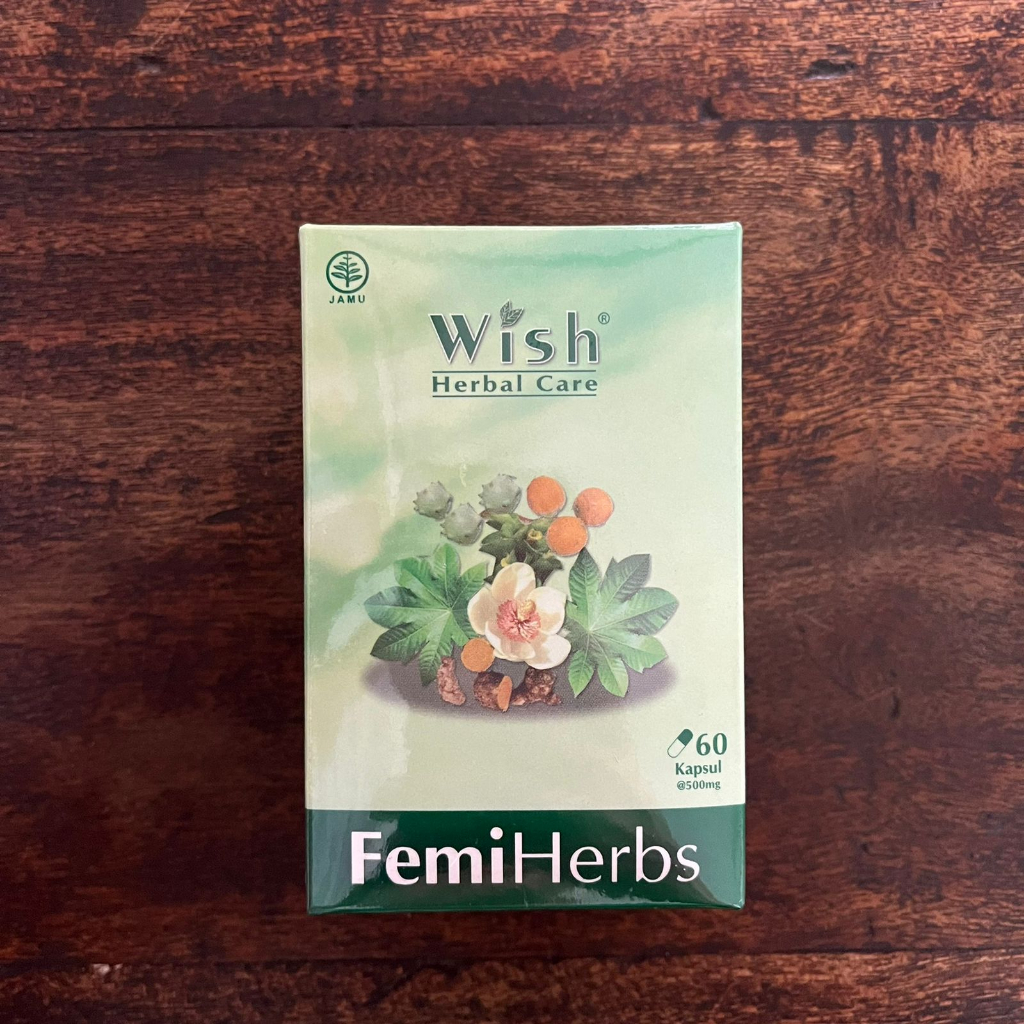 JAMU
Wish®
Herbal Care
60
Kapsul
@500mg
FemiHerbs